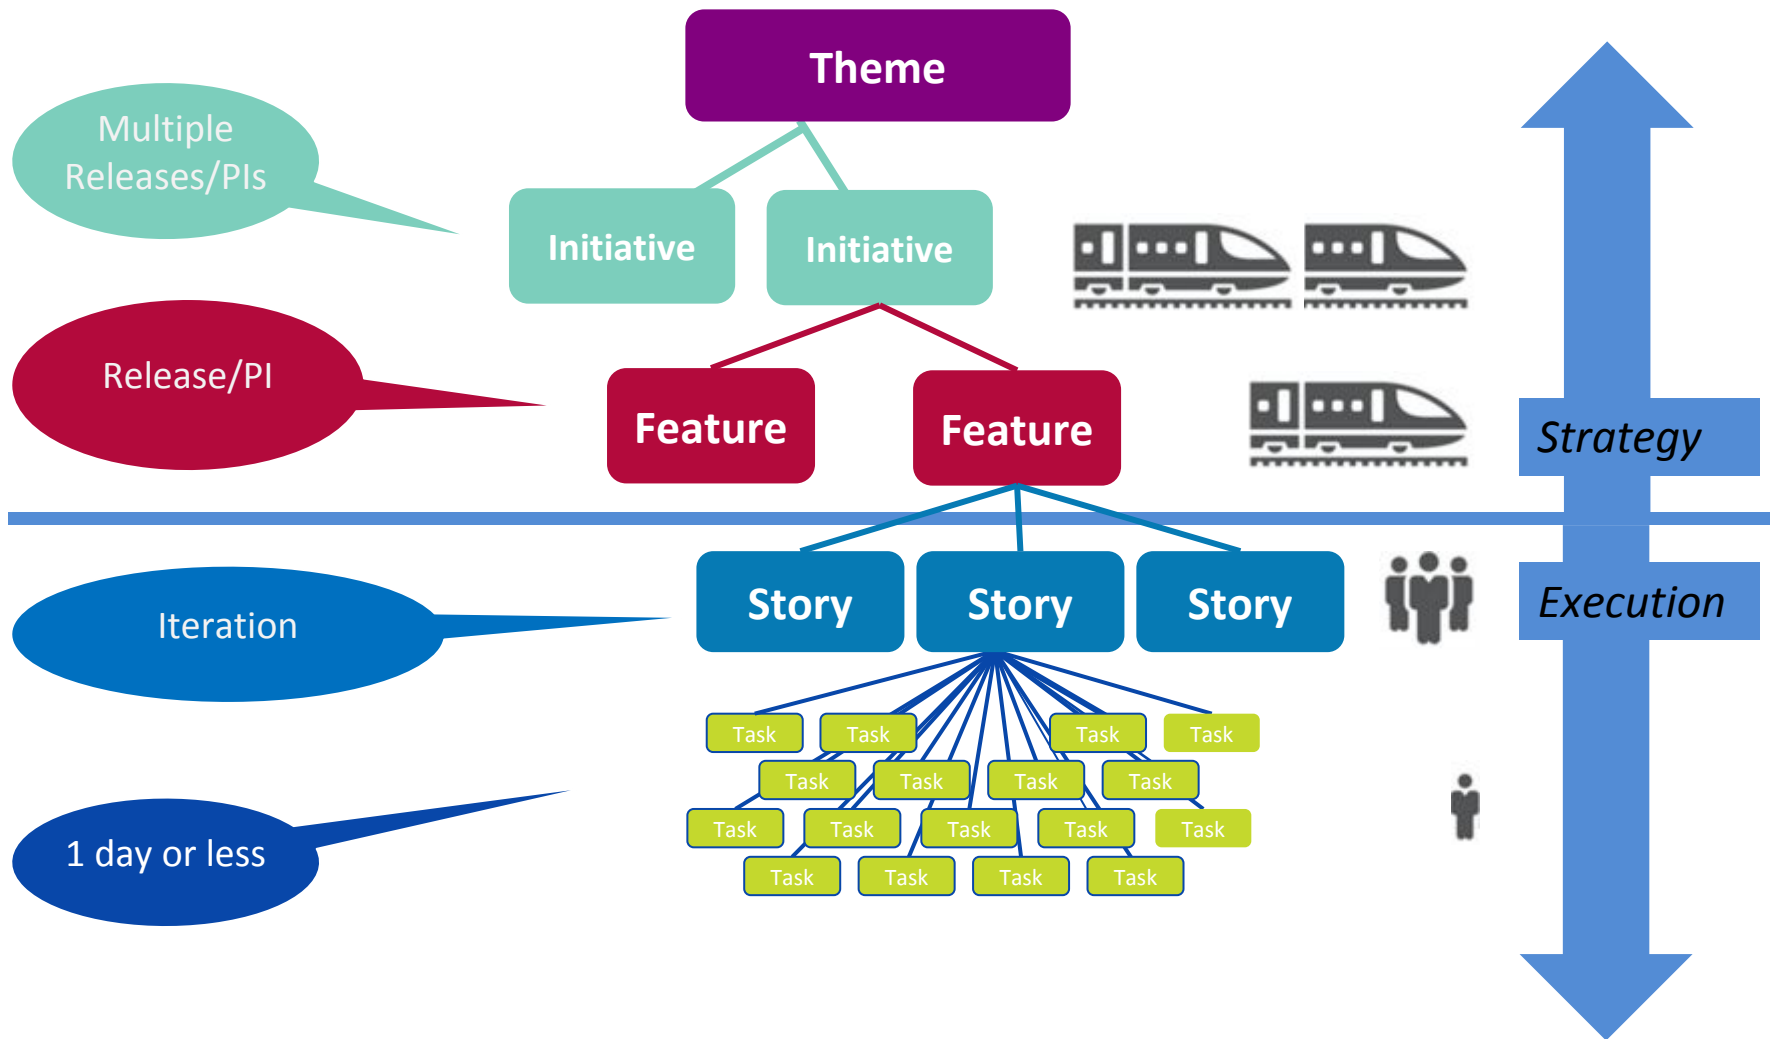 Theme
Multiple
Releases/PIs
Initiative
Initiative
Release/PI
Feature
Feature
Strategy
Iteration
Story
Story
Story
Execution
Task
Task
Task
Task
Task
Task
Task
Task
1 day or less
Task
Task
Task
Task
Task
Task
Task
Task
Task